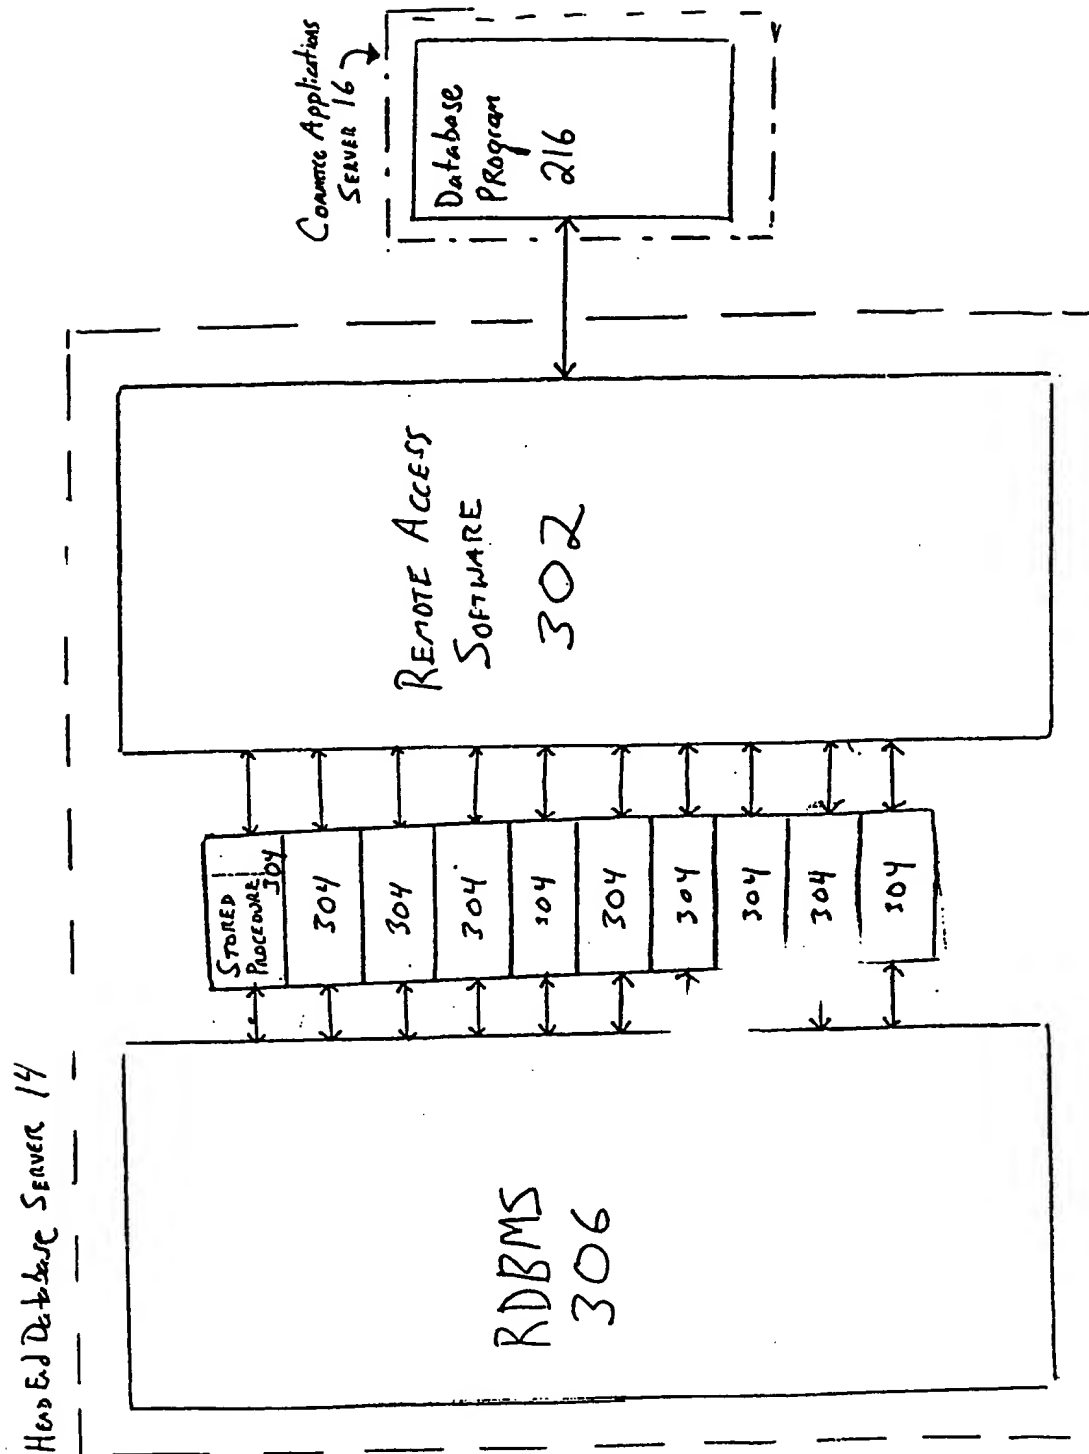 Head End Database Server 14
RDBMS
306
STORED
PROCEDURE
304
304
304
304
304
304
304
304
304
304
REMOTE ACCESS
SOFTWARE
302
Commerce Applications
SERVER 16
Database
PROgram
216